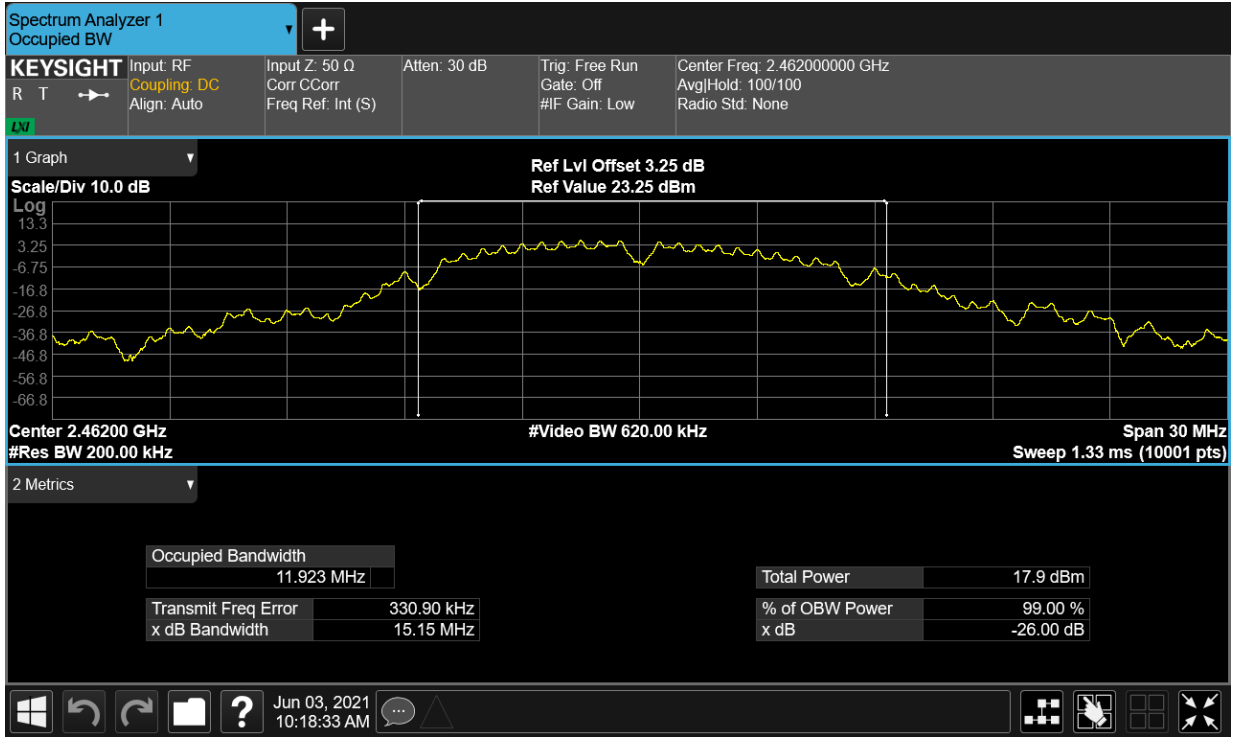 Spectrum Analyzer 1
Occupied BW
KEYSIGHT
R T
LXI
Input: RF
Coupling: DC
Align: Auto
Input Z: 50 Ω
Corr CCorr
Freq Ref: Int (S)
Atten: 30 dB
Trig: Free Run
Gate: Off
#IF Gain: Low
Center Freq: 2.462000000 GHz
Avg|Hold: 100/100
Radio Std: None
1 Graph
Scale/Div 10.0 dB
Ref Lvl Offset 3.25 dB
Ref Value 23.25 dBm
Log
13.3
3.25
-6.75
-16.8
-26.8
-36.8
-46.8
-56.8
-66.8
Center 2.46200 GHz
#Video BW 620.00 kHz
Span 30 MHz
#Res BW 200.00 kHz
Sweep 1.33 ms (10001 pts)
2 Metrics
Occupied Bandwidth
11.923 MHz
Total Power 17.9 dBm
Transmit Freq Error 330.90 kHz
% of OBW Power 99.00 %
x dB Bandwidth 15.15 MHz
x dB -26.00 dB
?
Jun 03, 2021
10:18:33 AM